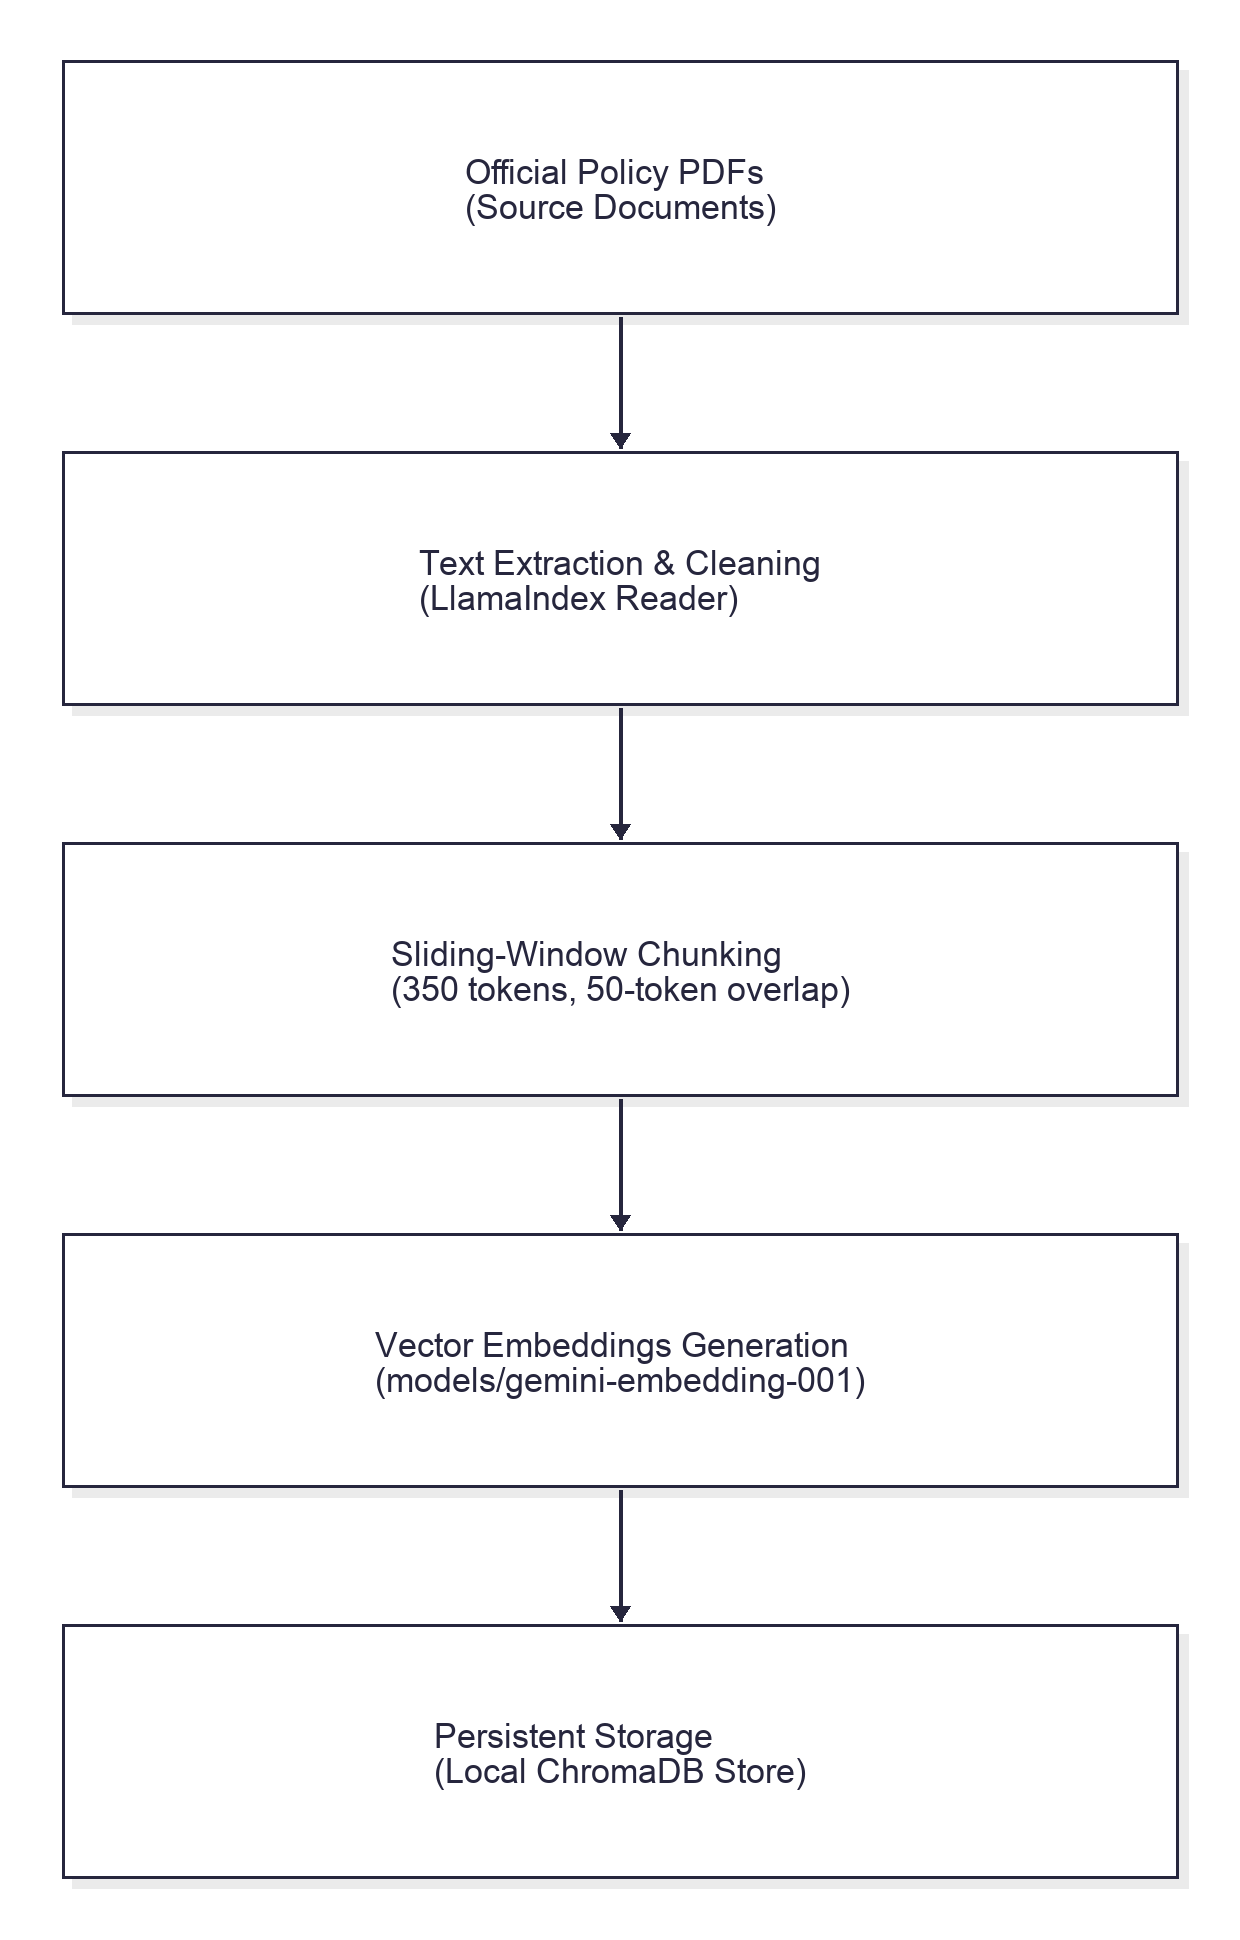 Official Policy PDFs
(Source Documents)
Text Extraction & Cleaning
(LlamaIndex Reader)
Sliding-Window Chunking
(350 tokens, 50-token overlap)
Vector Embeddings Generation
(models/gemini-embedding-001)
Persistent Storage
(Local ChromaDB Store)